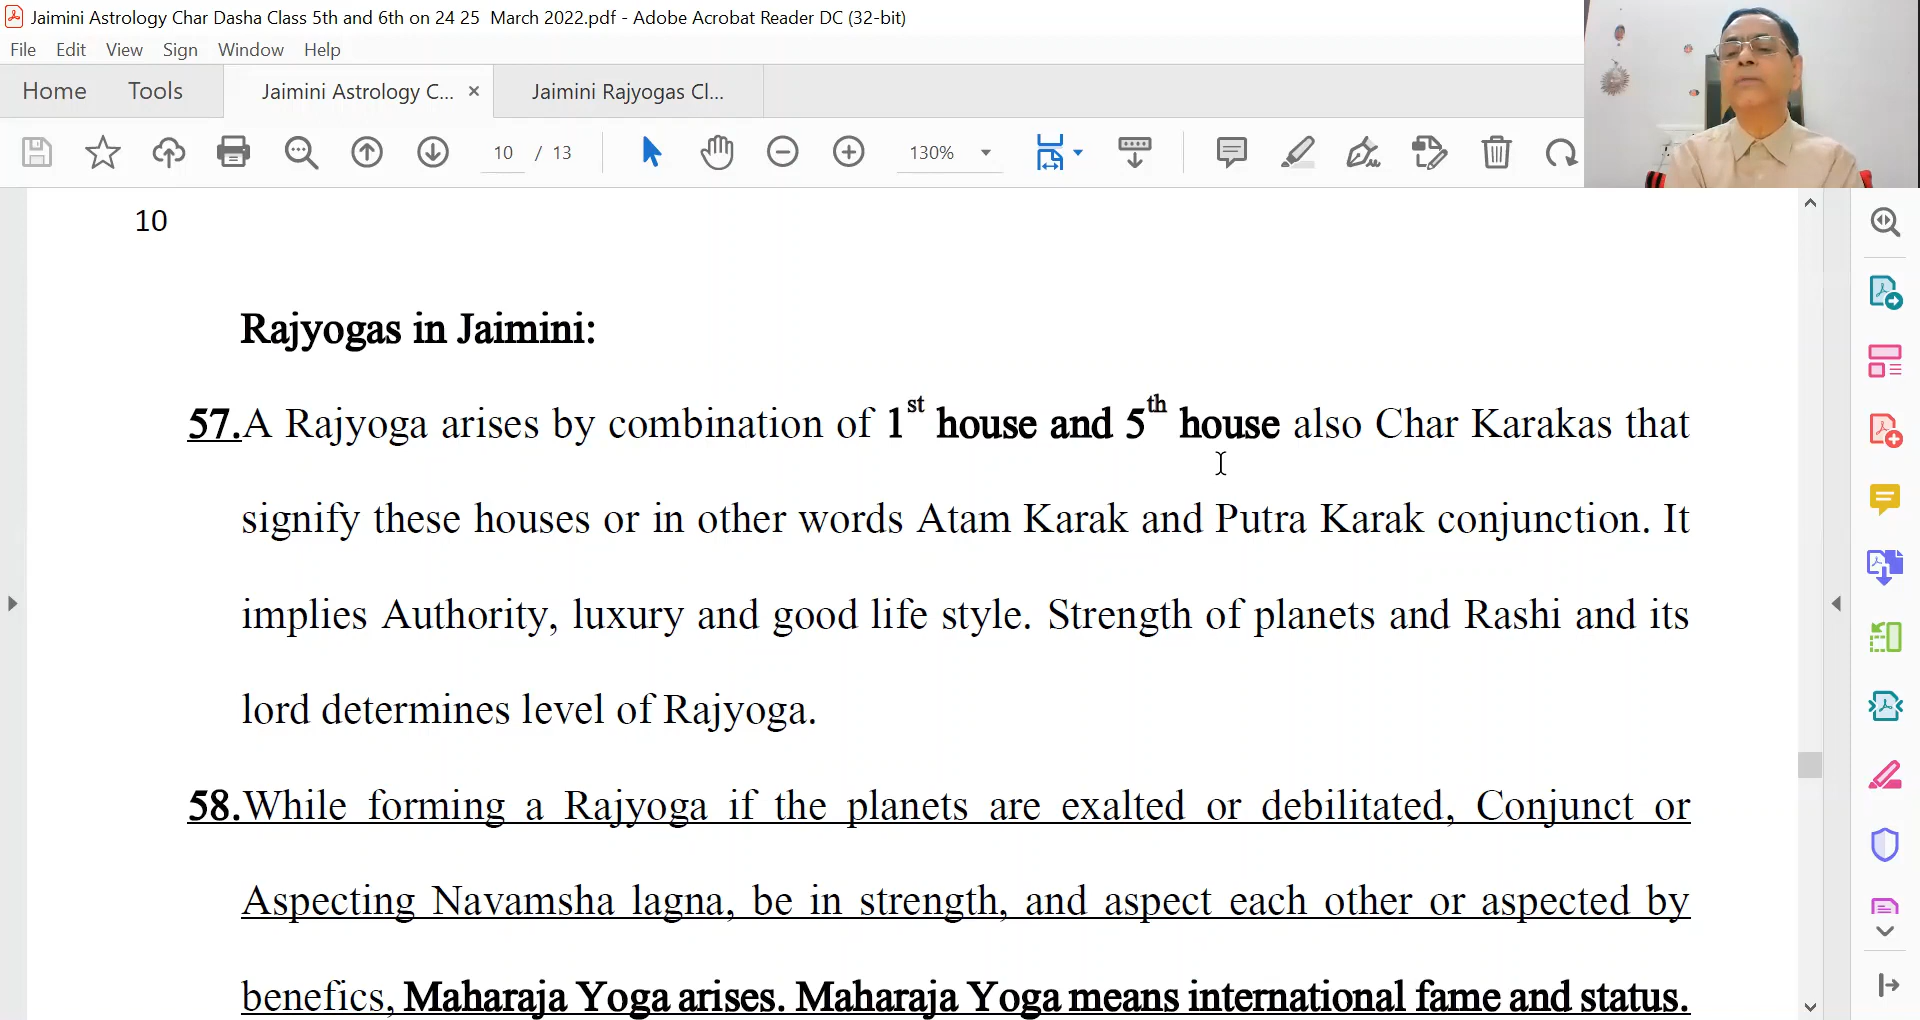 Jaimini Astrology Char Dasha Class 5th and 6th on 24 25  March 2022.pdf - Adobe Acrobat Reader DC (32-bit)
File Edit View Sign Window Help
Home Tools Jaimini Astrology C... × Jaimini Rajyogas Cl...
10 / 13 130%
10
Rajyogas in Jaimini:
57.A Rajyoga arises by combination of 1st house and 5th house also Char Karakas that
signify these houses or in other words Atam Karak and Putra Karak conjunction. It
implies Authority, luxury and good life style. Strength of planets and Rashi and its
lord determines level of Rajyoga.
58.While forming a Rajyoga if the planets are exalted or debilitated, Conjunct or
Aspecting Navamsha lagna, be in strength, and aspect each other or aspected by
benefics, Maharaja Yoga arises. Maharaja Yoga means international fame and status.